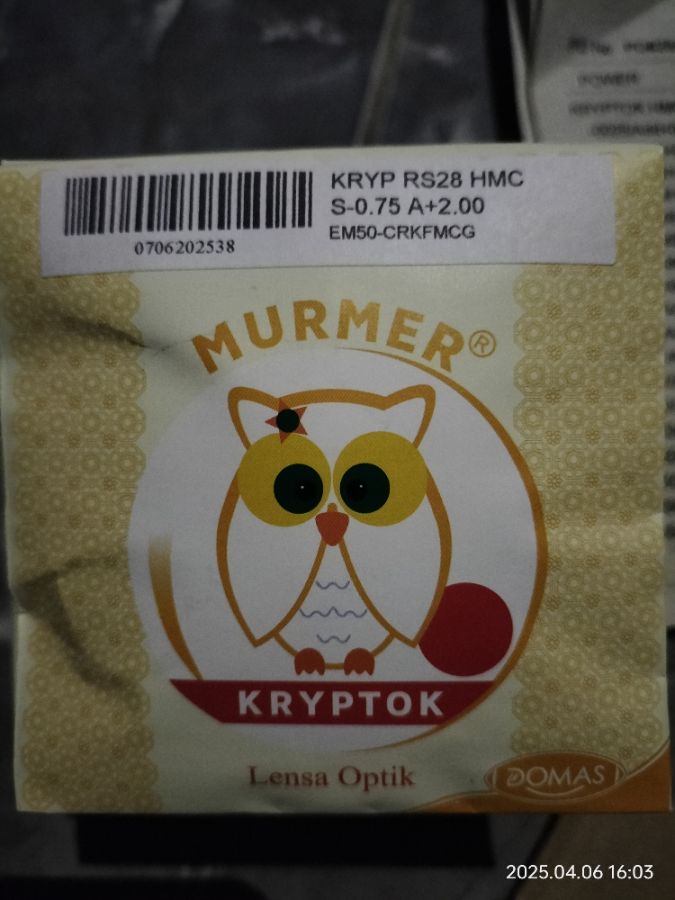 POWER
KRYP RS28 HMC
S-0.75 A+2.00
EM50-CRKFMCG
0706202538
MURMER®
KRYPTOK
Lensa Optik
DOMAS
2025.04.06 16:03